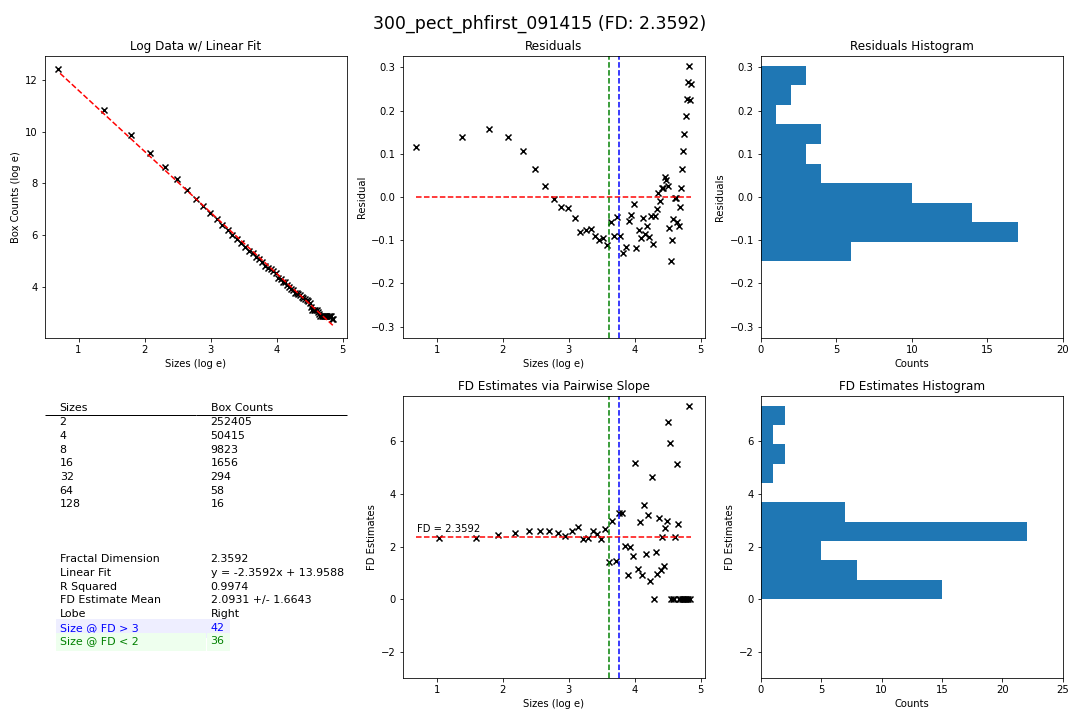 300_pect_phfirst_091415 (FD: 2.3592)
Log Data w/ Linear Fit
Box Counts (log e)
12
10
8
6
4
1 2 3 4 5
Sizes (log e)
Residuals
Residual
0.3
0.2
0.1
0.0
−0.1
−0.2
−0.3
1 2 3 4 5
Sizes (log e)
Residuals Histogram
Residuals
0.3
0.2
0.1
0.0
−0.1
−0.2
−0.3
0 5 10 15 20
Counts
Sizes Box Counts
2 252405
4 50415
8 9823
16 1656
32 294
64 58
128 16
Fractal Dimension 2.3592
Linear Fit y = -2.3592x + 13.9588
R Squared 0.9974
FD Estimate Mean 2.0931 +/- 1.6643
Lobe Right
Size @ FD > 3 42
Size @ FD < 2 36
FD Estimates via Pairwise Slope
FD Estimates
6
4
2
0
−2
FD = 2.3592
1 2 3 4 5
Sizes (log e)
FD Estimates Histogram
FD Estimates
6
4
2
0
−2
0 5 10 15 20 25
Counts